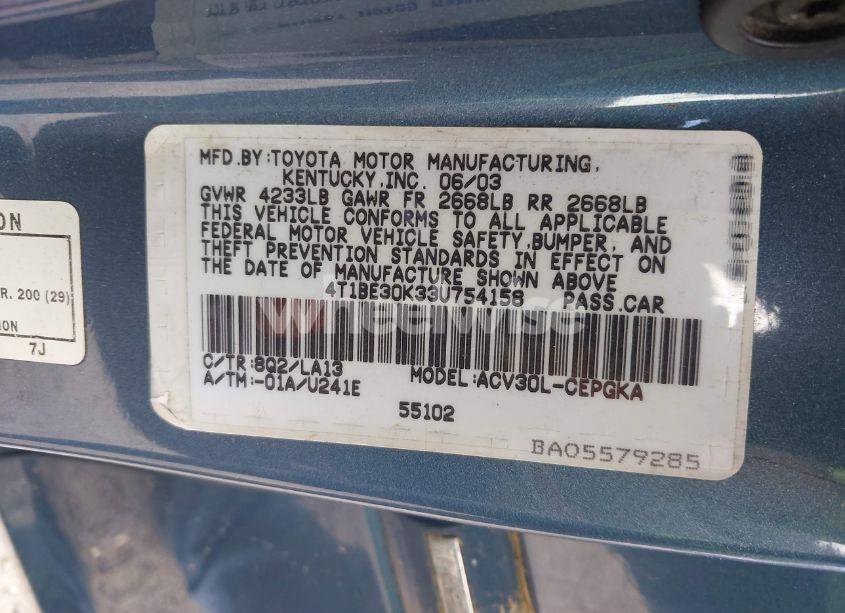 MFD.BY:TOYOTA MOTOR MANUFACTURING,
KENTUCKY,INC. 06/03
GVWR 4233LB GAWR FR 2668LB RR 2668LB
THIS VEHICLE CONFORMS TO ALL APPLICABLE
FEDERAL MOTOR VEHICLE SAFETY,BUMPER, AND
THEFT PREVENTION STANDARDS IN EFFECT ON
THE DATE OF MANUFACTURE SHOWN ABOVE
4T1BE30K33U754158 PASS.CAR
wheelwise
C/TR:8Q2/LA13
A/TM:-01A/U241E
MODEL:ACV30L-CEPGKA
55102
BA05579285
ION
R. 200 (29)
ION
7J